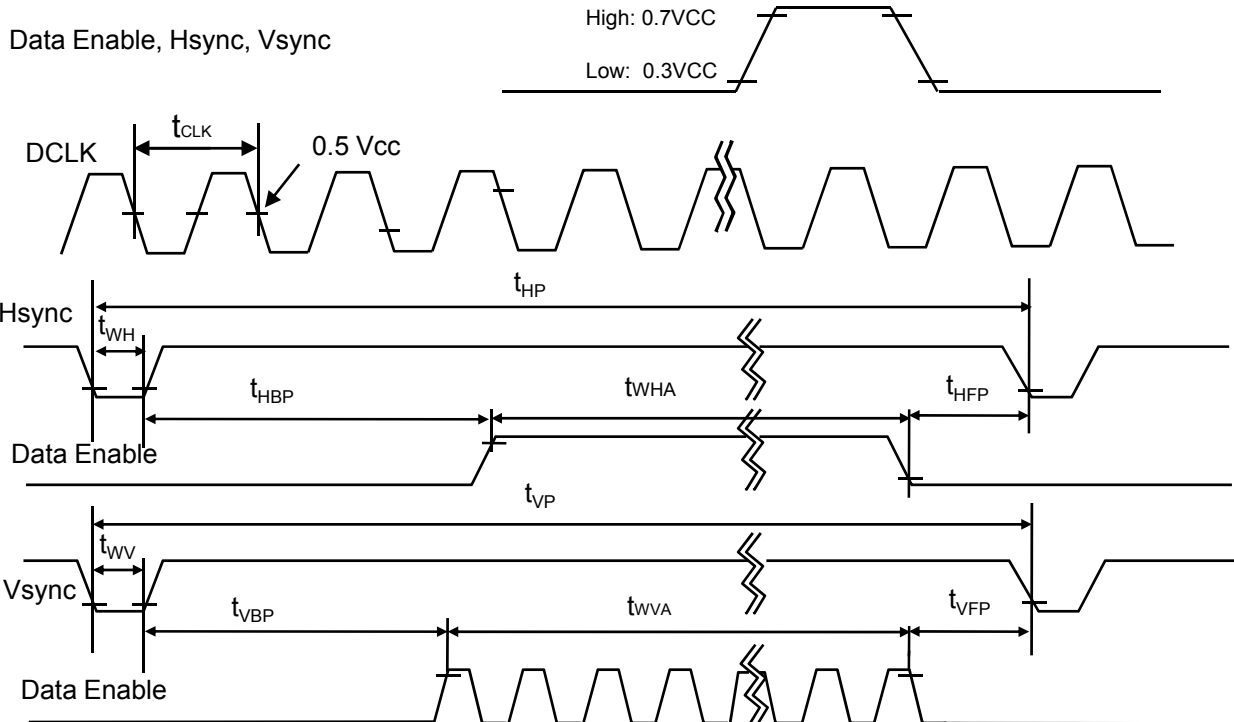 High: 0.7VCC
Data Enable, Hsync, Vsync
Low: 0.3VCC
tCLK
DCLK
0.5 Vcc
tHP
Hsync
tWH
tHBP
tWHA
tHFP
Data Enable
tVP
tWV
Vsync
tVBP
tWVA
tVFP
Data Enable